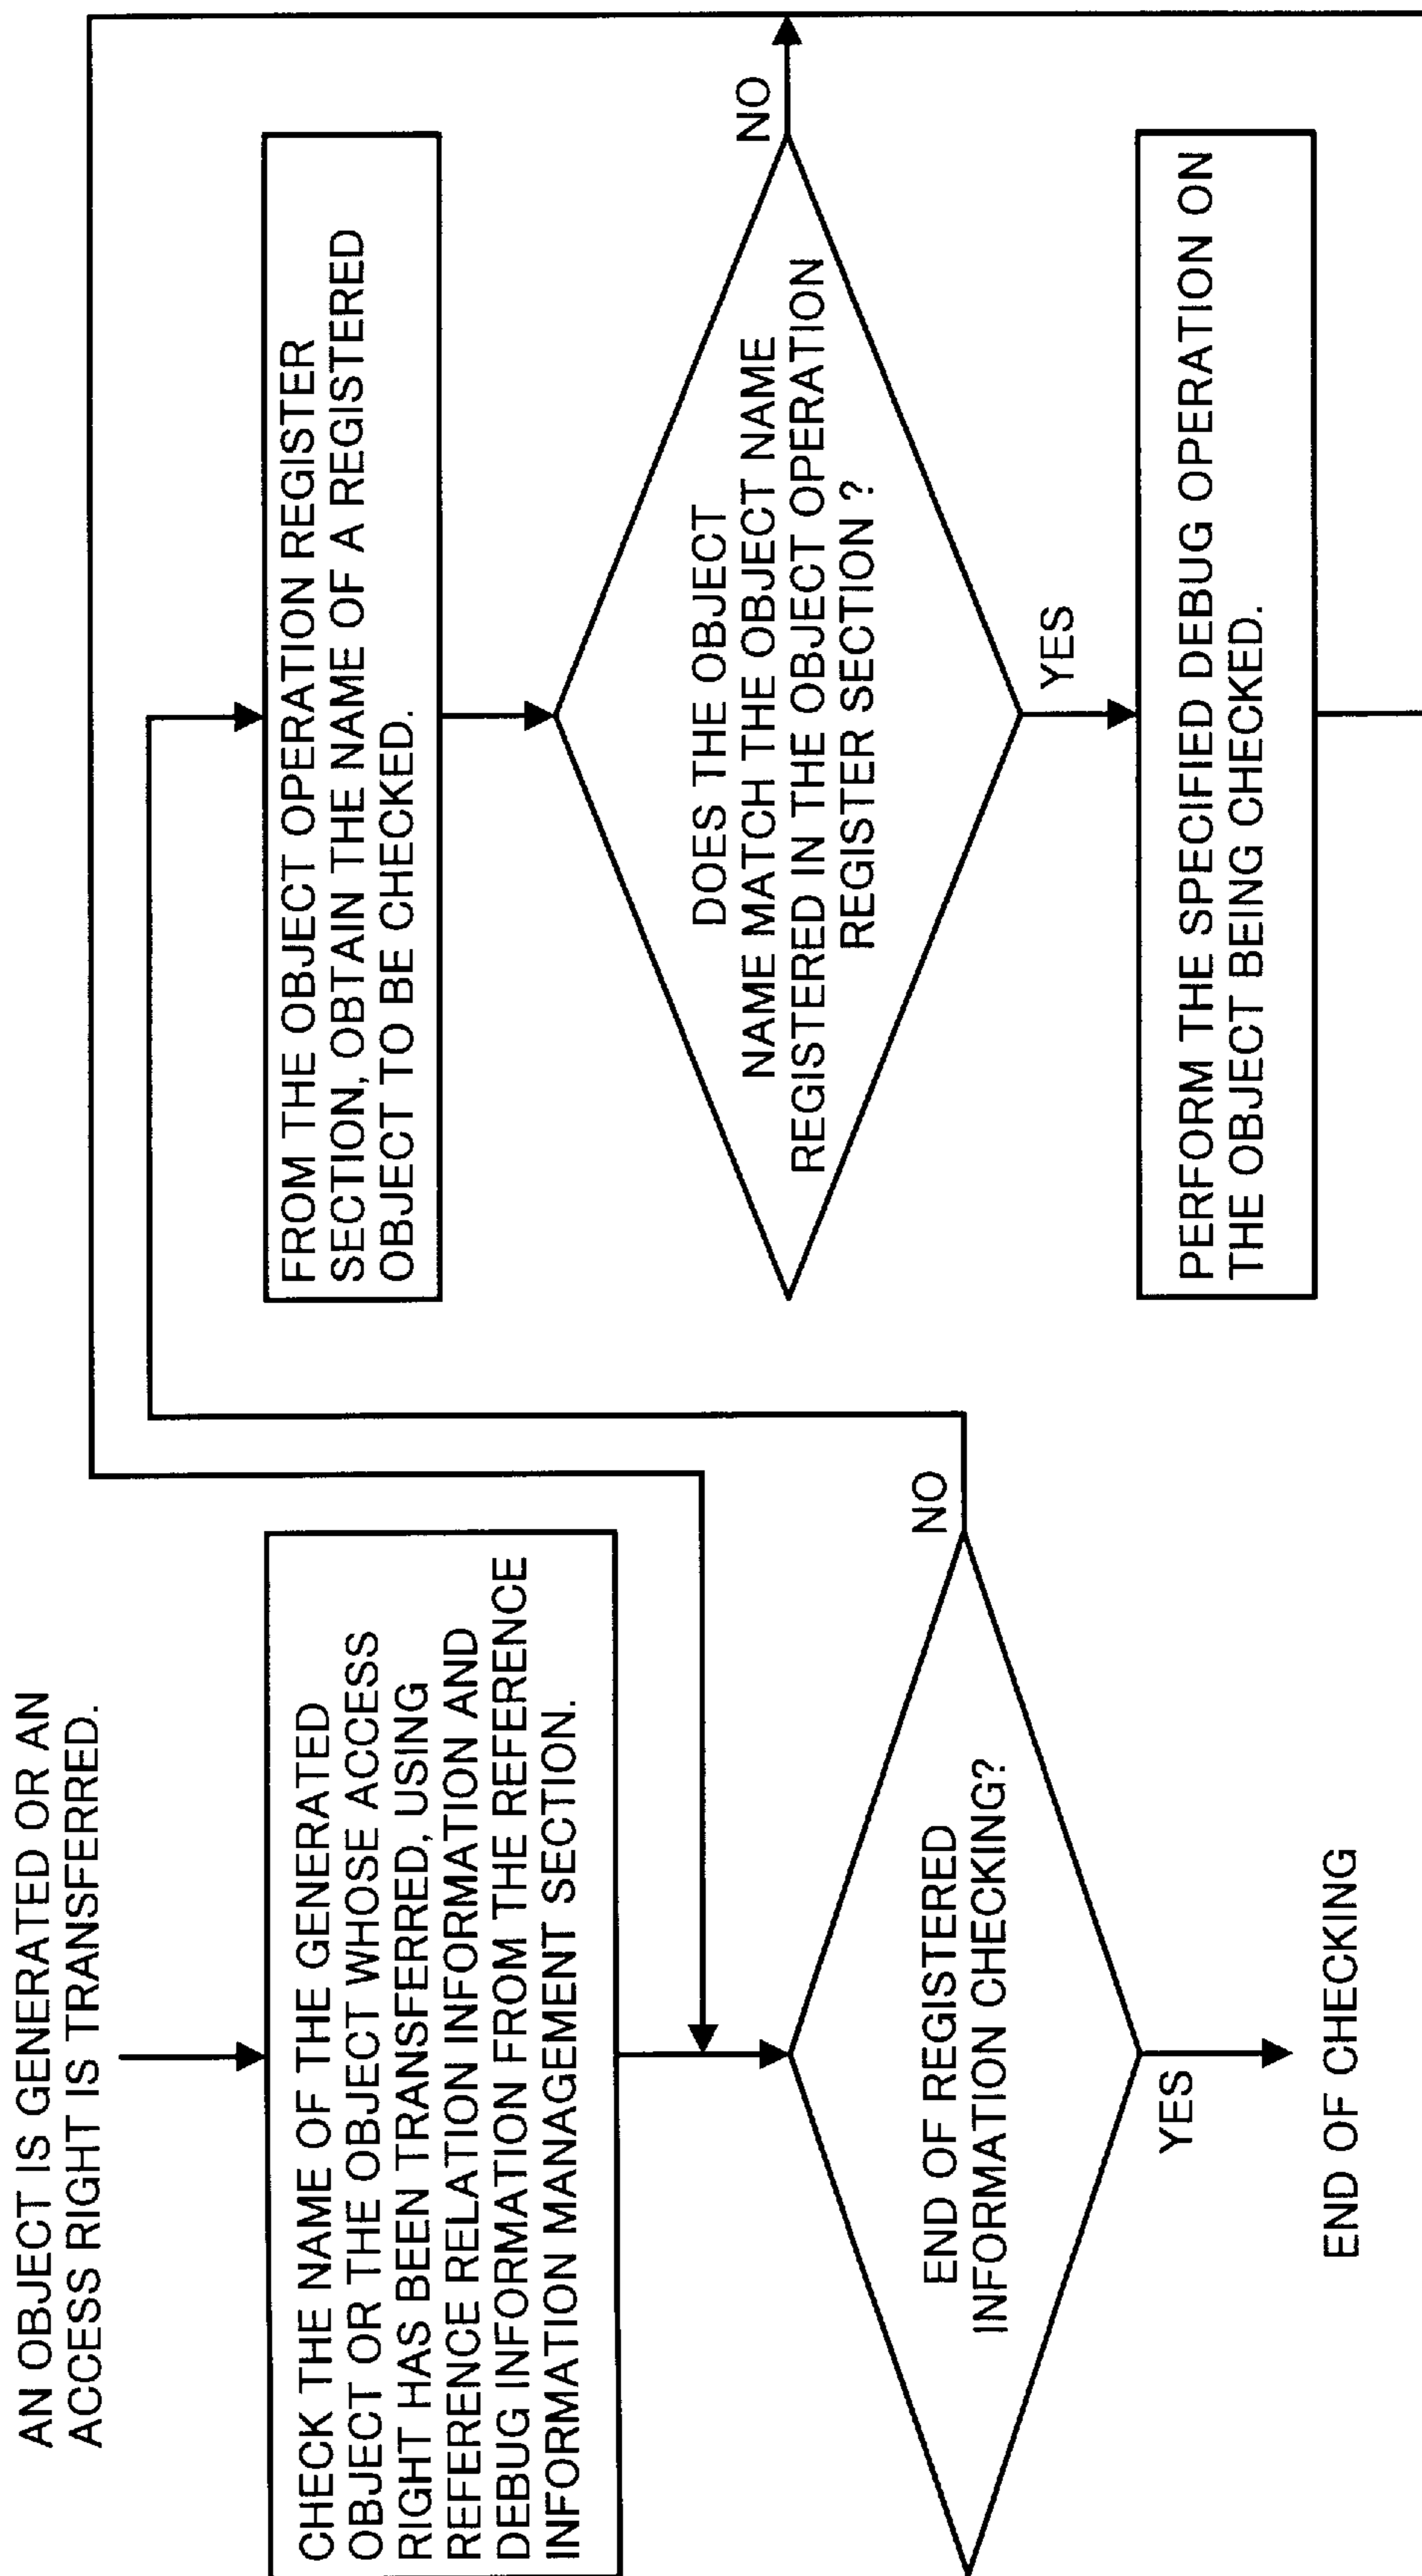 AN OBJECT IS GENERATED OR AN
ACCESS RIGHT IS TRANSFERRED.
CHECK THE NAME OF THE GENERATED
OBJECT OR THE OBJECT WHOSE ACCESS
RIGHT HAS BEEN TRANSFERRED, USING
REFERENCE RELATION INFORMATION AND
DEBUG INFORMATION FROM THE REFERENCE
INFORMATION MANAGEMENT SECTION.
END OF REGISTERED
INFORMATION CHECKING?
NO
YES
END OF CHECKING
FROM THE OBJECT OPERATION REGISTER
SECTION, OBTAIN THE NAME OF A REGISTERED
OBJECT TO BE CHECKED.
DOES THE OBJECT
NAME MATCH THE OBJECT NAME
REGISTERED IN THE OBJECT OPERATION
REGISTER SECTION ?
NO
YES
PERFORM THE SPECIFIED DEBUG OPERATION ON
THE OBJECT BEING CHECKED.